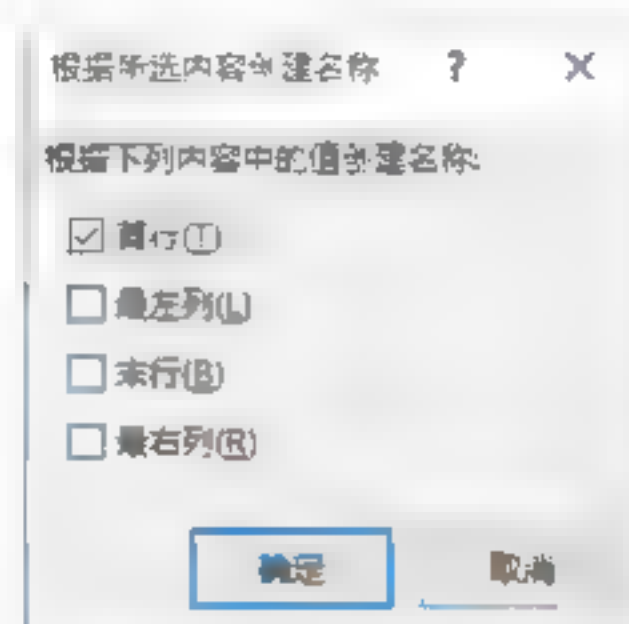 根据所选内容创建名称 ? ×
根据下列内容中的值创建名称:
首行(T)
最左列(L)
末行(B)
最右列(R)
确定 取消